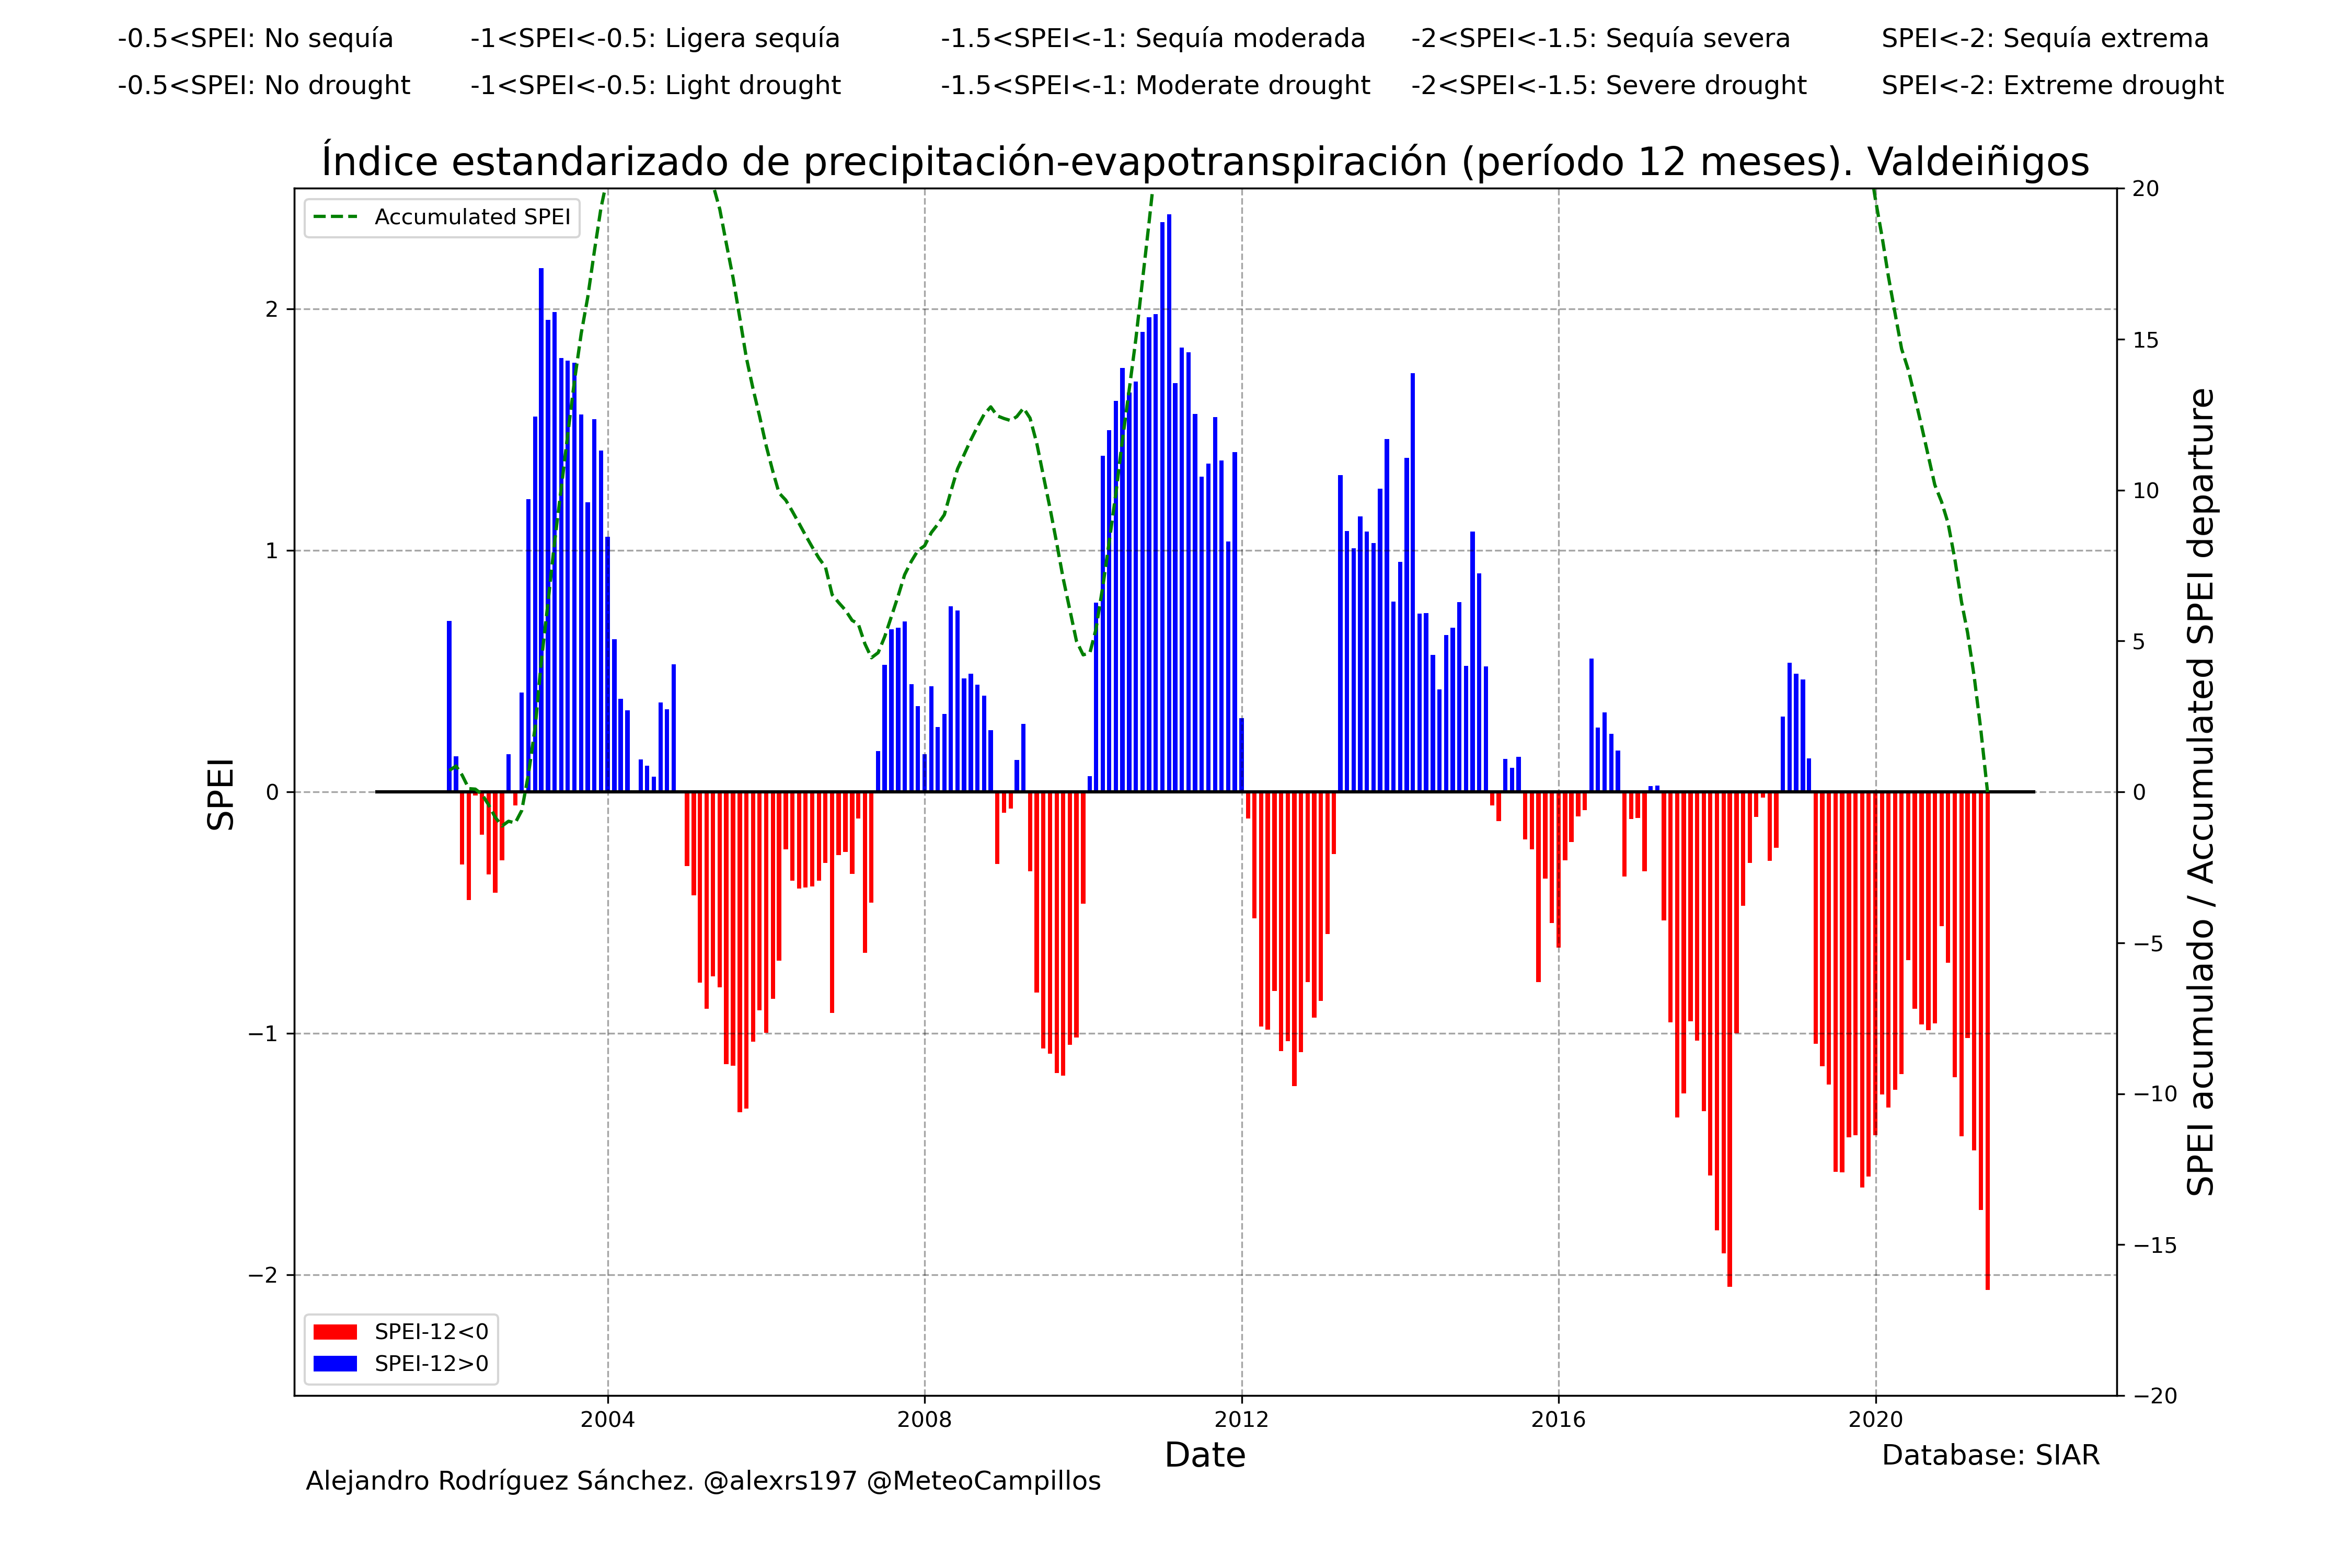 -0.5<SPEI: No sequía -1<SPEI<-0.5: Ligera sequía -1.5<SPEI<-1: Sequía moderada -2<SPEI<-1.5: Sequía severa SPEI<-2: Sequía extrema
-0.5<SPEI: No drought -1<SPEI<-0.5: Light drought -1.5<SPEI<-1: Moderate drought -2<SPEI<-1.5: Severe drought SPEI<-2: Extreme drought
Índice estandarizado de precipitación-evapotranspiración (período 12 meses). Valdeiñigos
Accumulated SPEI
SPEI
2
1
0
−1
−2
20
15
10
5
0
−5
−10
−15
−20
SPEI acumulado / Accumulated SPEI departure
SPEI-12<0
SPEI-12>0
2004 2008 2012 2016 2020
Date
Database: SIAR
Alejandro Rodríguez Sánchez. @alexrs197 @MeteoCampillos